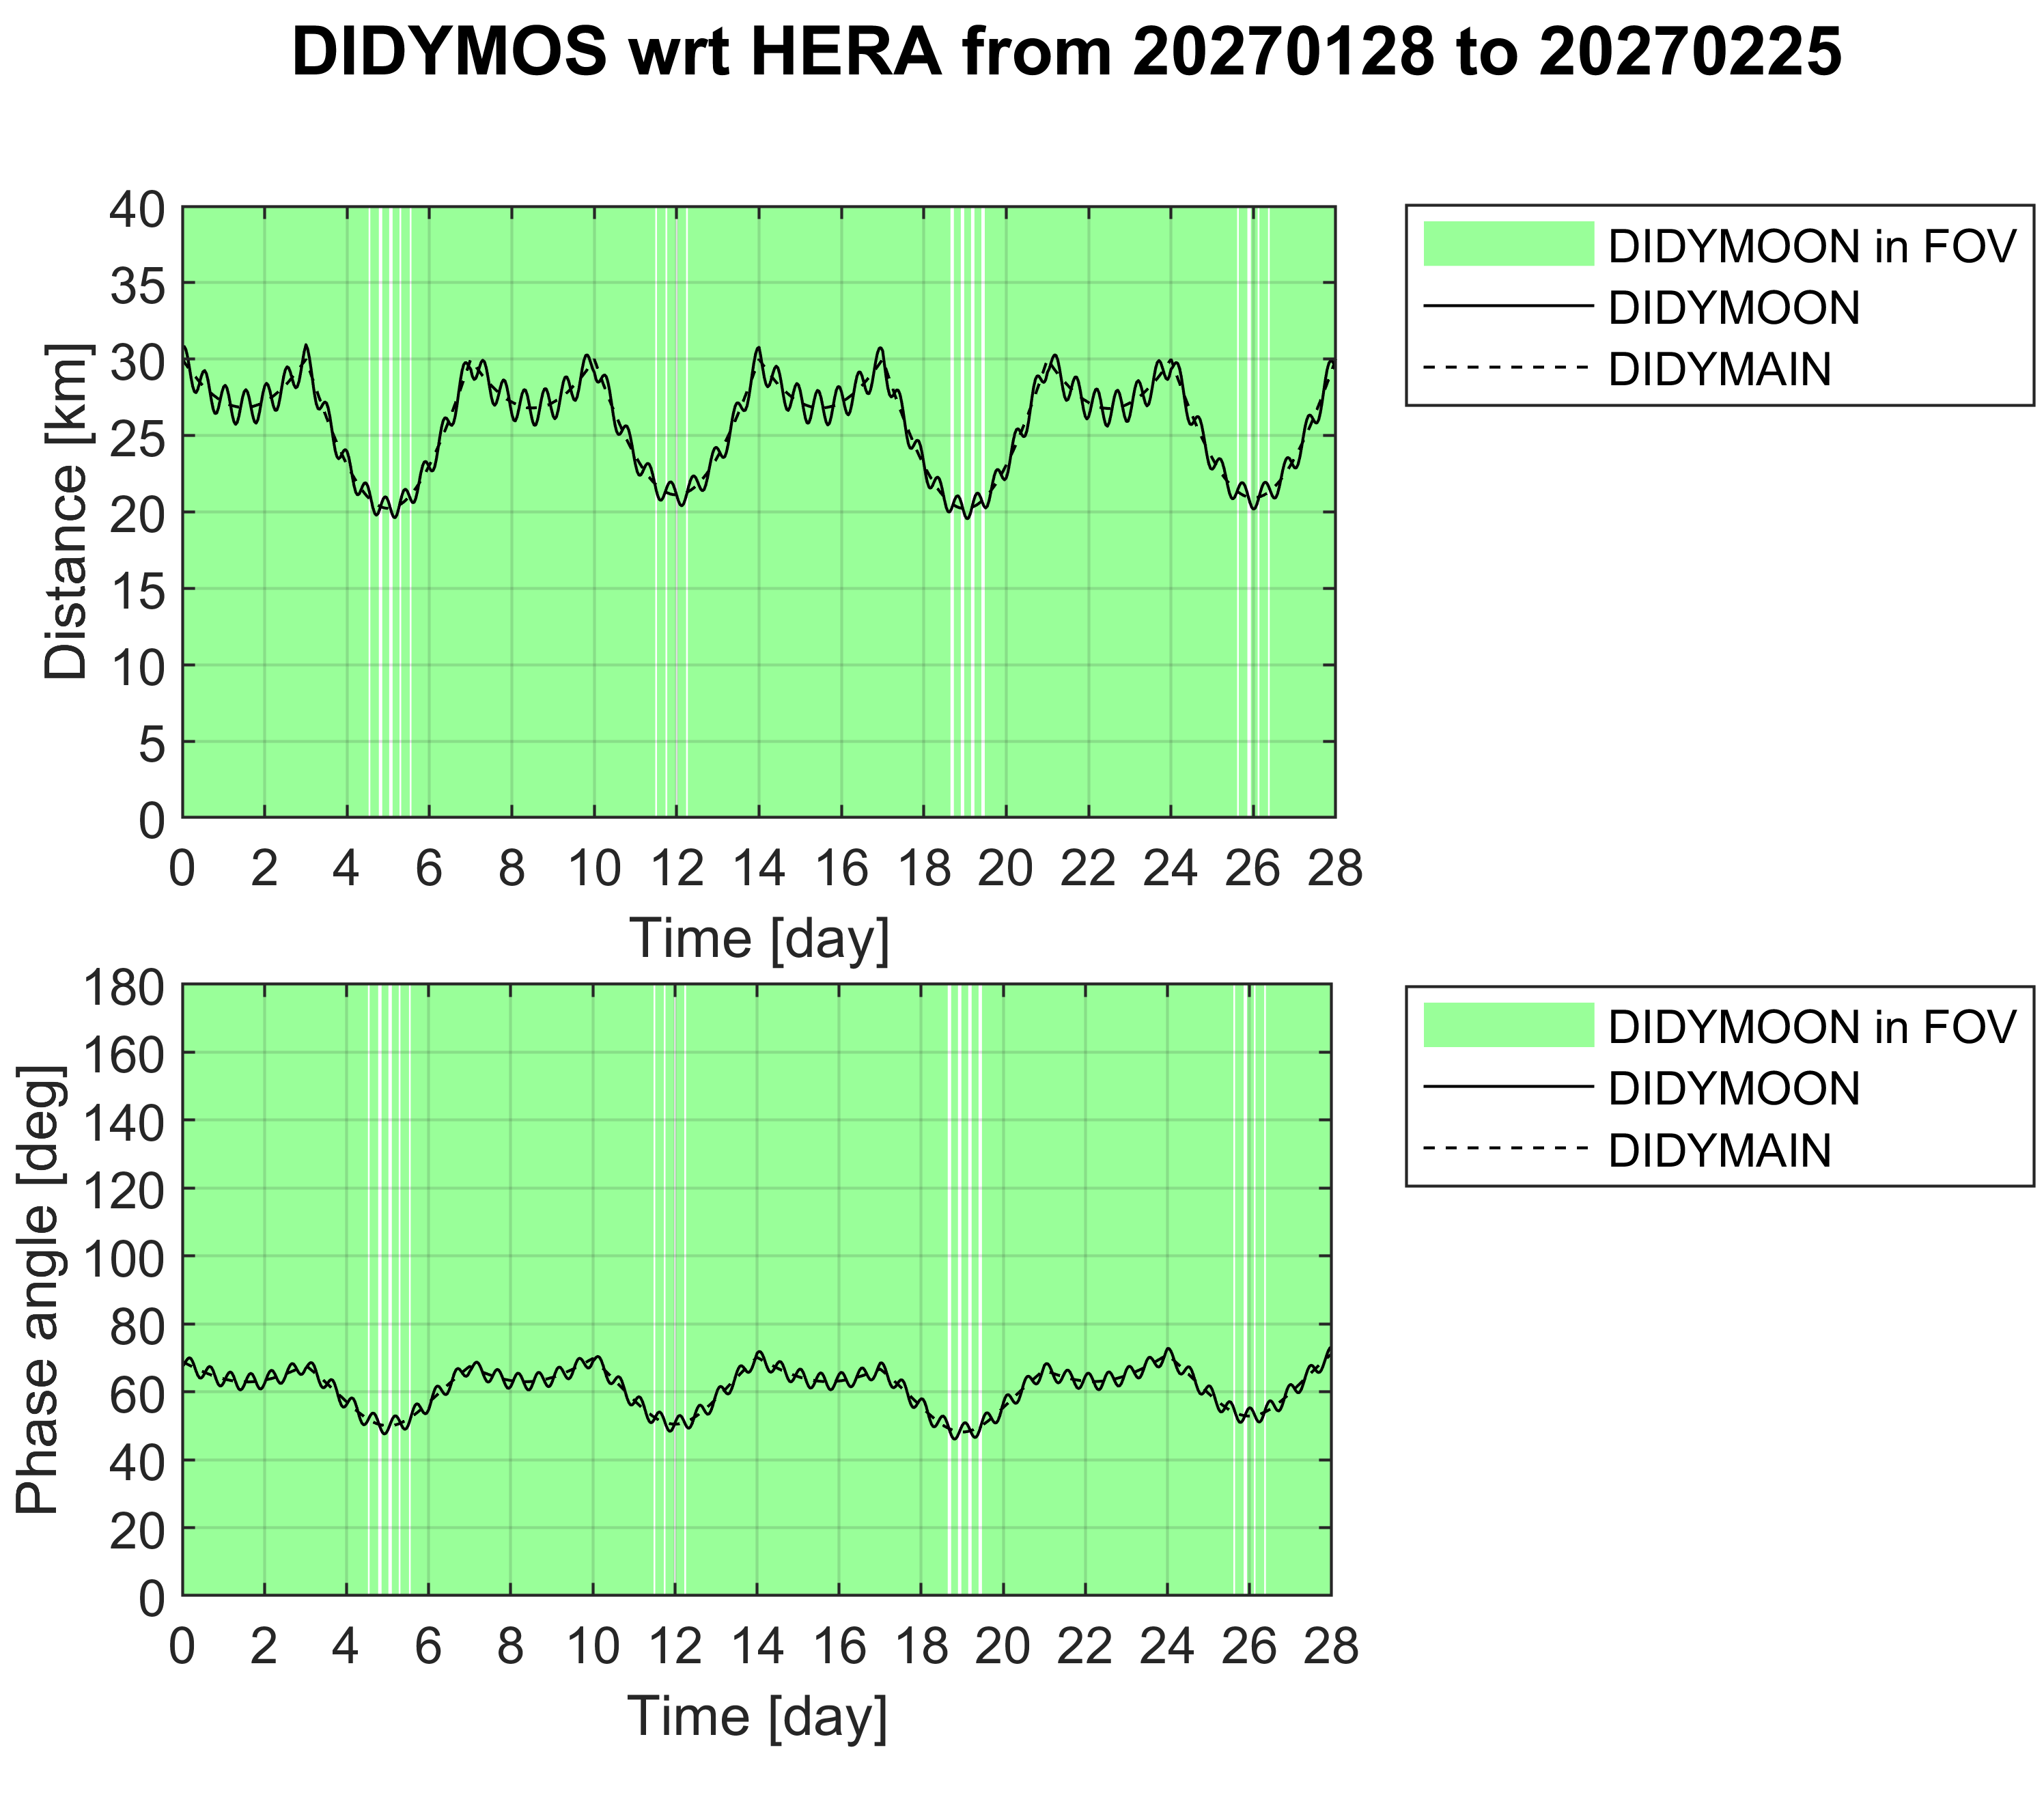 DIDYMOS wrt HERA from 20270128 to 20270225
40
35
30
25
20
15
10
5
0
Distance [km]
0 2 4 6 8 10 12 14 16 18 20 22 24 26 28
Time [day]
DIDYMOON in FOV
DIDYMOON
DIDYMAIN
180
160
140
120
100
80
60
40
20
0
Phase angle [deg]
0 2 4 6 8 10 12 14 16 18 20 22 24 26 28
Time [day]
DIDYMOON in FOV
DIDYMOON
DIDYMAIN